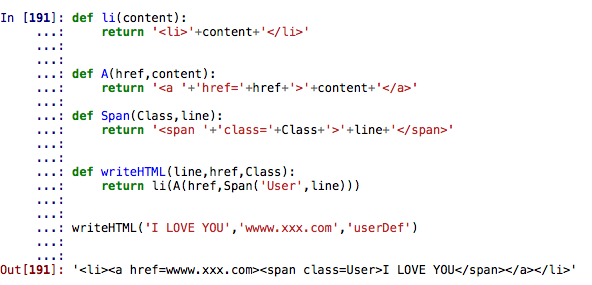 In [191]: def li(content):
...: return '<li>'+content+'</li>'
...:
...:
...: def A(href,content):
...: return '<a '+'href='+href+'>'+content+'</a>'
...:
...: def Span(Class,line):
...: return '<span '+'class='+Class+'>'+line+'</span>'
...:
...:
...: def writeHTML(line,href,Class):
...: return li(A(href,Span('User',line)))
...:
...:
...: writeHTML('I LOVE YOU','wwww.xxx.com','userDef')
...:
...:
Out[191]: '<li><a href=wwww.xxx.com><span class=User>I LOVE YOU</span></a></li>'